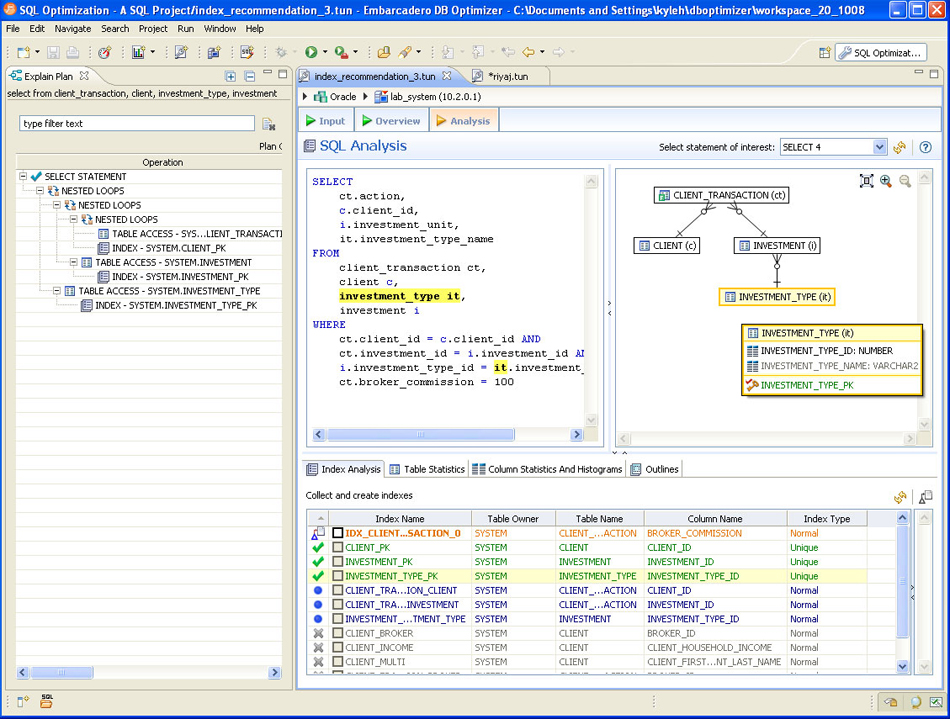 SQL Optimization - A SQL Project/index_recommendation_3.tun - Embarcadero DB Optimizer - C:\Documents and Settings\kyleh\dboptimizer\workspace_20_1008
File Edit Navigate Search Project Run Window Help
SQL Optimizat...
Explain Plan
select from client_transaction, client, investment_type, investment
type filter text
Plan C
Operation
SELECT STATEMENT
NESTED LOOPS
NESTED LOOPS
NESTED LOOPS
TABLE ACCESS - SYS...LIENT_TRANSACTI
INDEX - SYSTEM.CLIENT_PK
TABLE ACCESS - SYSTEM.INVESTMENT
INDEX - SYSTEM.INVESTMENT_PK
TABLE ACCESS - SYSTEM.INVESTMENT_TYPE
INDEX - SYSTEM.INVESTMENT_TYPE_PK
index_recommendation_3.tun *riyaj.tun
Oracle lab_system (10.2.0.1)
Input Overview Analysis
SQL Analysis
Select statement of interest: SELECT 4
SELECT
ct.action,
c.client_id,
i.investment_unit,
it.investment_type_name
FROM
client_transaction ct,
client c,
investment_type it,
investment i
WHERE
ct.client_id = c.client_id AND
ct.investment_id = i.investment_id AN
i.investment_type_id = it.investment_
ct.broker_commission = 100
CLIENT_TRANSACTION (ct)
CLIENT (c) INVESTMENT (i)
INVESTMENT_TYPE (it)
INVESTMENT_TYPE (it)
INVESTMENT_TYPE_ID: NUMBER
INVESTMENT_TYPE_NAME: VARCHAR2
INVESTMENT_TYPE_PK
Index Analysis Table Statistics Column Statistics And Histograms Outlines
Collect and create indexes
Index Name Table Owner Table Name Column Name Index Type
IDX_CLIENT...SACTION_0 SYSTEM CLIENT_...ACTION BROKER_COMMISSION Normal
CLIENT_PK SYSTEM CLIENT CLIENT_ID Unique
INVESTMENT_PK SYSTEM INVESTMENT INVESTMENT_ID Unique
INVESTMENT_TYPE_PK SYSTEM INVESTMENT_TYPE INVESTMENT_TYPE_ID Unique
CLIENT_TRA...ION_CLIENT SYSTEM CLIENT_...ACTION CLIENT_ID Normal
CLIENT_TRA...INVESTMENT SYSTEM CLIENT_...ACTION INVESTMENT_ID Normal
INVESTMENT_...TMENT_TYPE SYSTEM INVESTMENT INVESTMENT_TYPE_ID Normal
CLIENT_BROKER SYSTEM CLIENT BROKER_ID Normal
CLIENT_INCOME SYSTEM CLIENT CLIENT_HOUSEHOLD_INCOME Normal
CLIENT_MULTI SYSTEM CLIENT CLIENT_FIRST...NT_LAST_NAME Normal
SQL